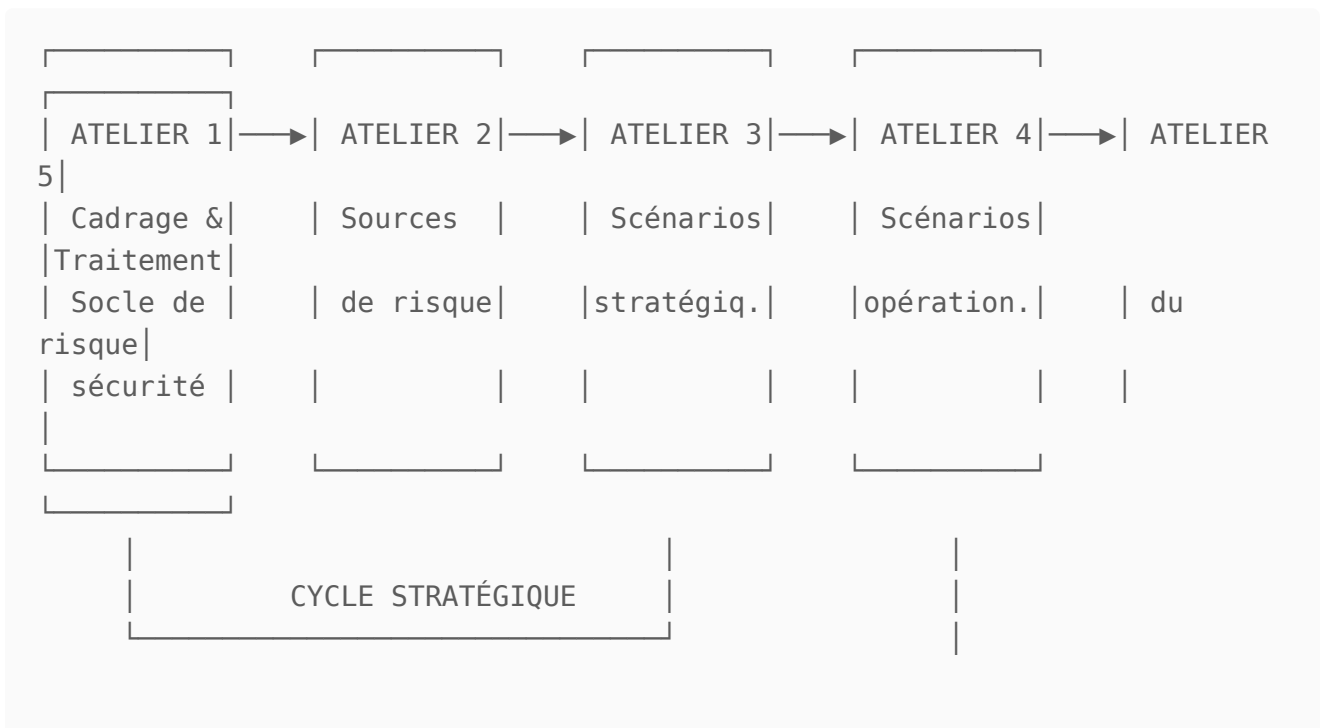 ┌──────────┐    ┌──────────┐    ┌──────────┐    ┌──────────┐
┌──────────┐
│ ATELIER 1│───▶│ ATELIER 2│───▶│ ATELIER 3│───▶│ ATELIER 4│───▶│ ATELIER
5│
│ Cadrage &│    │ Sources  │    │ Scénarios│    │ Scénarios│
│Traitement│
│ Socle de │    │ de risque│    │stratégiq.│    │opération.│    │ du
risque│
│ sécurité │    │          │    │          │    │          │    │
│
└──────────┘    └──────────┘    └──────────┘    └──────────┘
└──────────┘
     │                               │                │
     │         CYCLE STRATÉGIQUE     │                │
     └───────────────────────────────┘                │